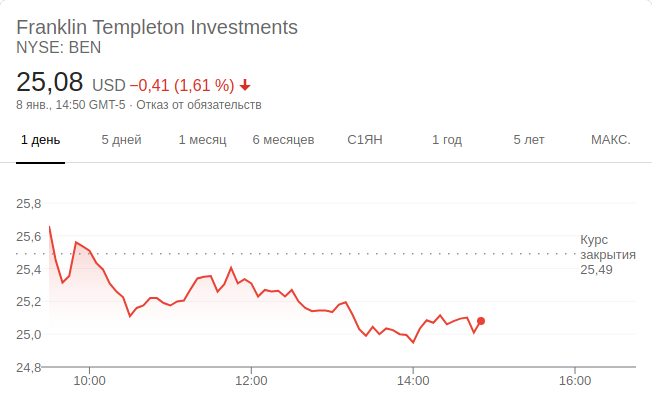 Franklin Templeton Investments
NYSE: BEN
25,08 USD −0,41 (1,61 %)
8 янв., 14:50 GMT-5 · Отказ от обязательств
1 день 5 дней 1 месяц 6 месяцев С1ЯН 1 год 5 лет МАКС.
25,8
25,6
25,4
25,2
25,0
24,8
Курс
закрытия
25,49
10:00 12:00 14:00 16:00